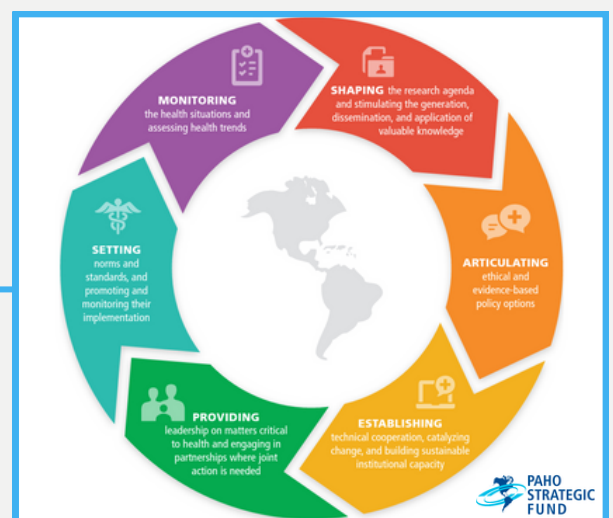 MONITORING
the health situations and
assessing health trends
SHAPING the research agenda
and stimulating the generation,
dissemination, and application of
valuable knowledge
ARTICULATING
ethical and
evidence-based
policy options
ESTABLISHING
technical cooperation, catalyzing
change, and building sustainable
institutional capacity
PROVIDING
leadership on matters critical
to health and engaging in
partnerships where joint
action is needed
SETTING
norms and
standards, and
promoting and
monitoring their
implementation
PAHO
STRATEGIC
FUND